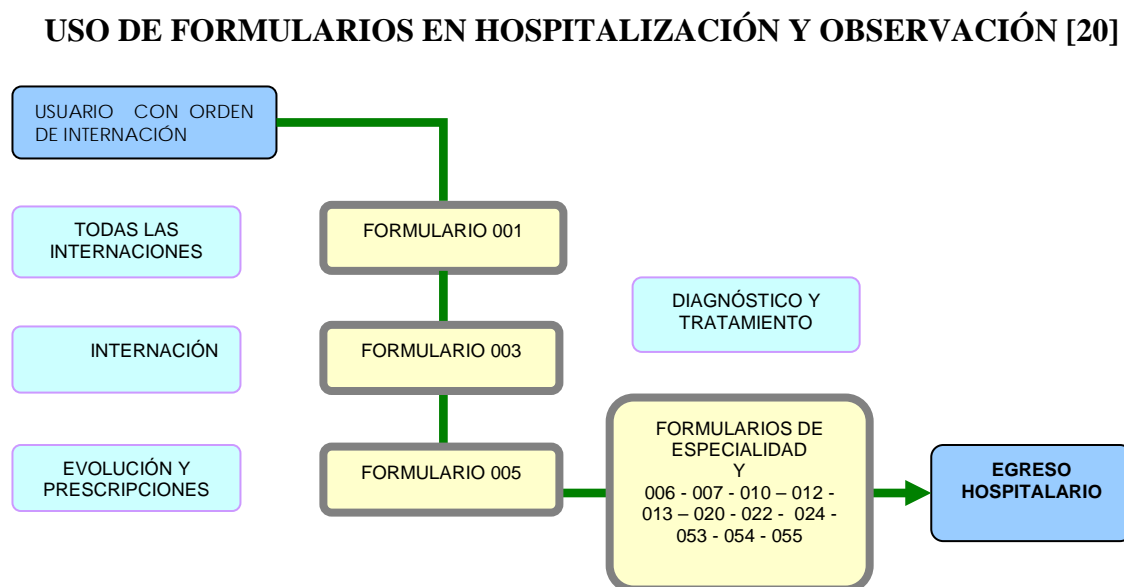 USO DE FORMULARIOS EN HOSPITALIZACIÓN Y OBSERVACIÓN [20]
USUARIO CON ORDEN
DE INTERNACIÓN
TODAS LAS
INTERNACIONES
FORMULARIO 001
DIAGNÓSTICO Y
TRATAMIENTO
INTERNACIÓN
FORMULARIO 003
EVOLUCIÓN Y
PRESCRIPCIONES
FORMULARIO 005
FORMULARIOS DE
ESPECIALIDAD
Y
006 - 007 - 010 – 012 -
013 – 020 - 022 - 024 -
053 - 054 - 055
EGRESO
HOSPITALARIO